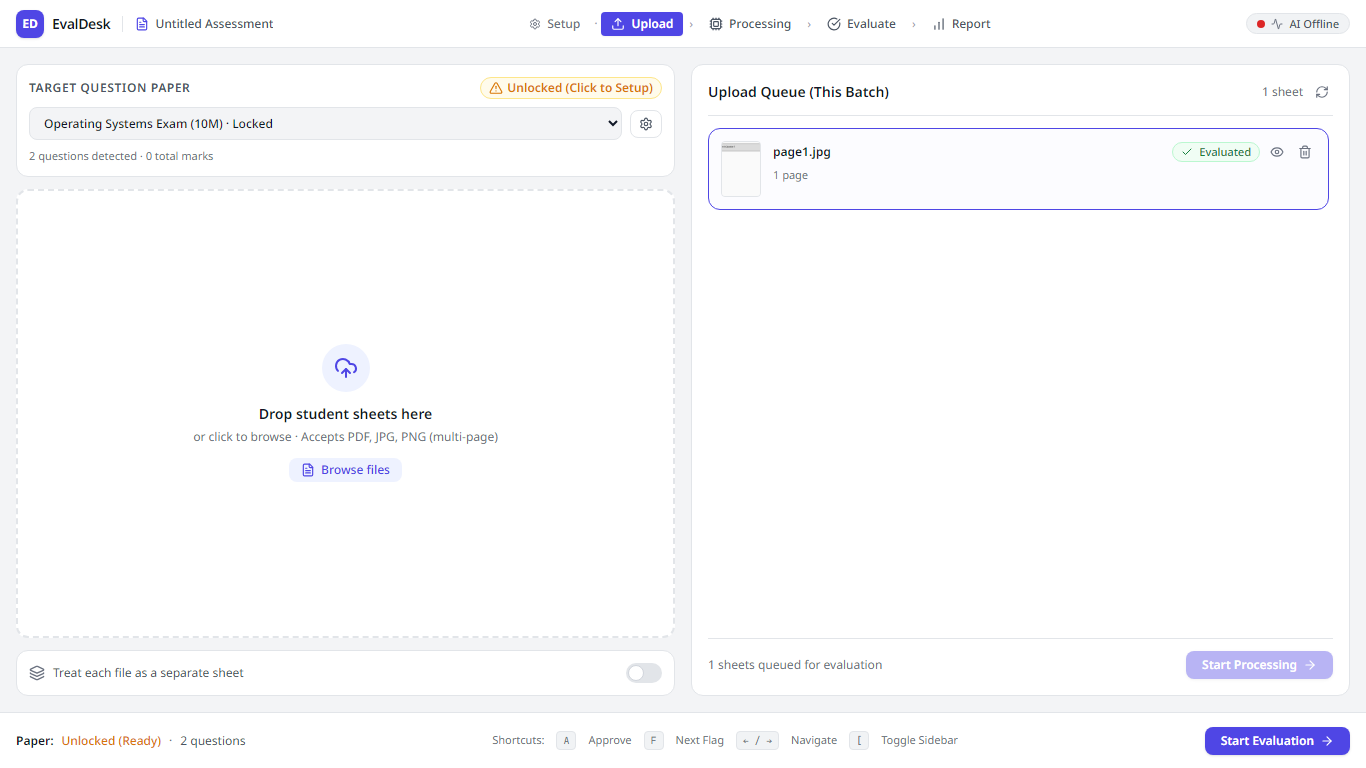 ED EvalDesk Untitled Assessment Setup · Upload › Processing › Evaluate › Report AI Offline
TARGET QUESTION PAPER Unlocked (Click to Setup)
Operating Systems Exam (10M) · Locked
2 questions detected · 0 total marks
Drop student sheets here
or click to browse · Accepts PDF, JPG, PNG (multi-page)
Browse files
Treat each file as a separate sheet
Upload Queue (This Batch) 1 sheet
page1.jpg Evaluated
1 page
1 sheets queued for evaluation Start Processing →
Paper: Unlocked (Ready) · 2 questions Shortcuts: A Approve F Next Flag ← / → Navigate [ Toggle Sidebar Start Evaluation →